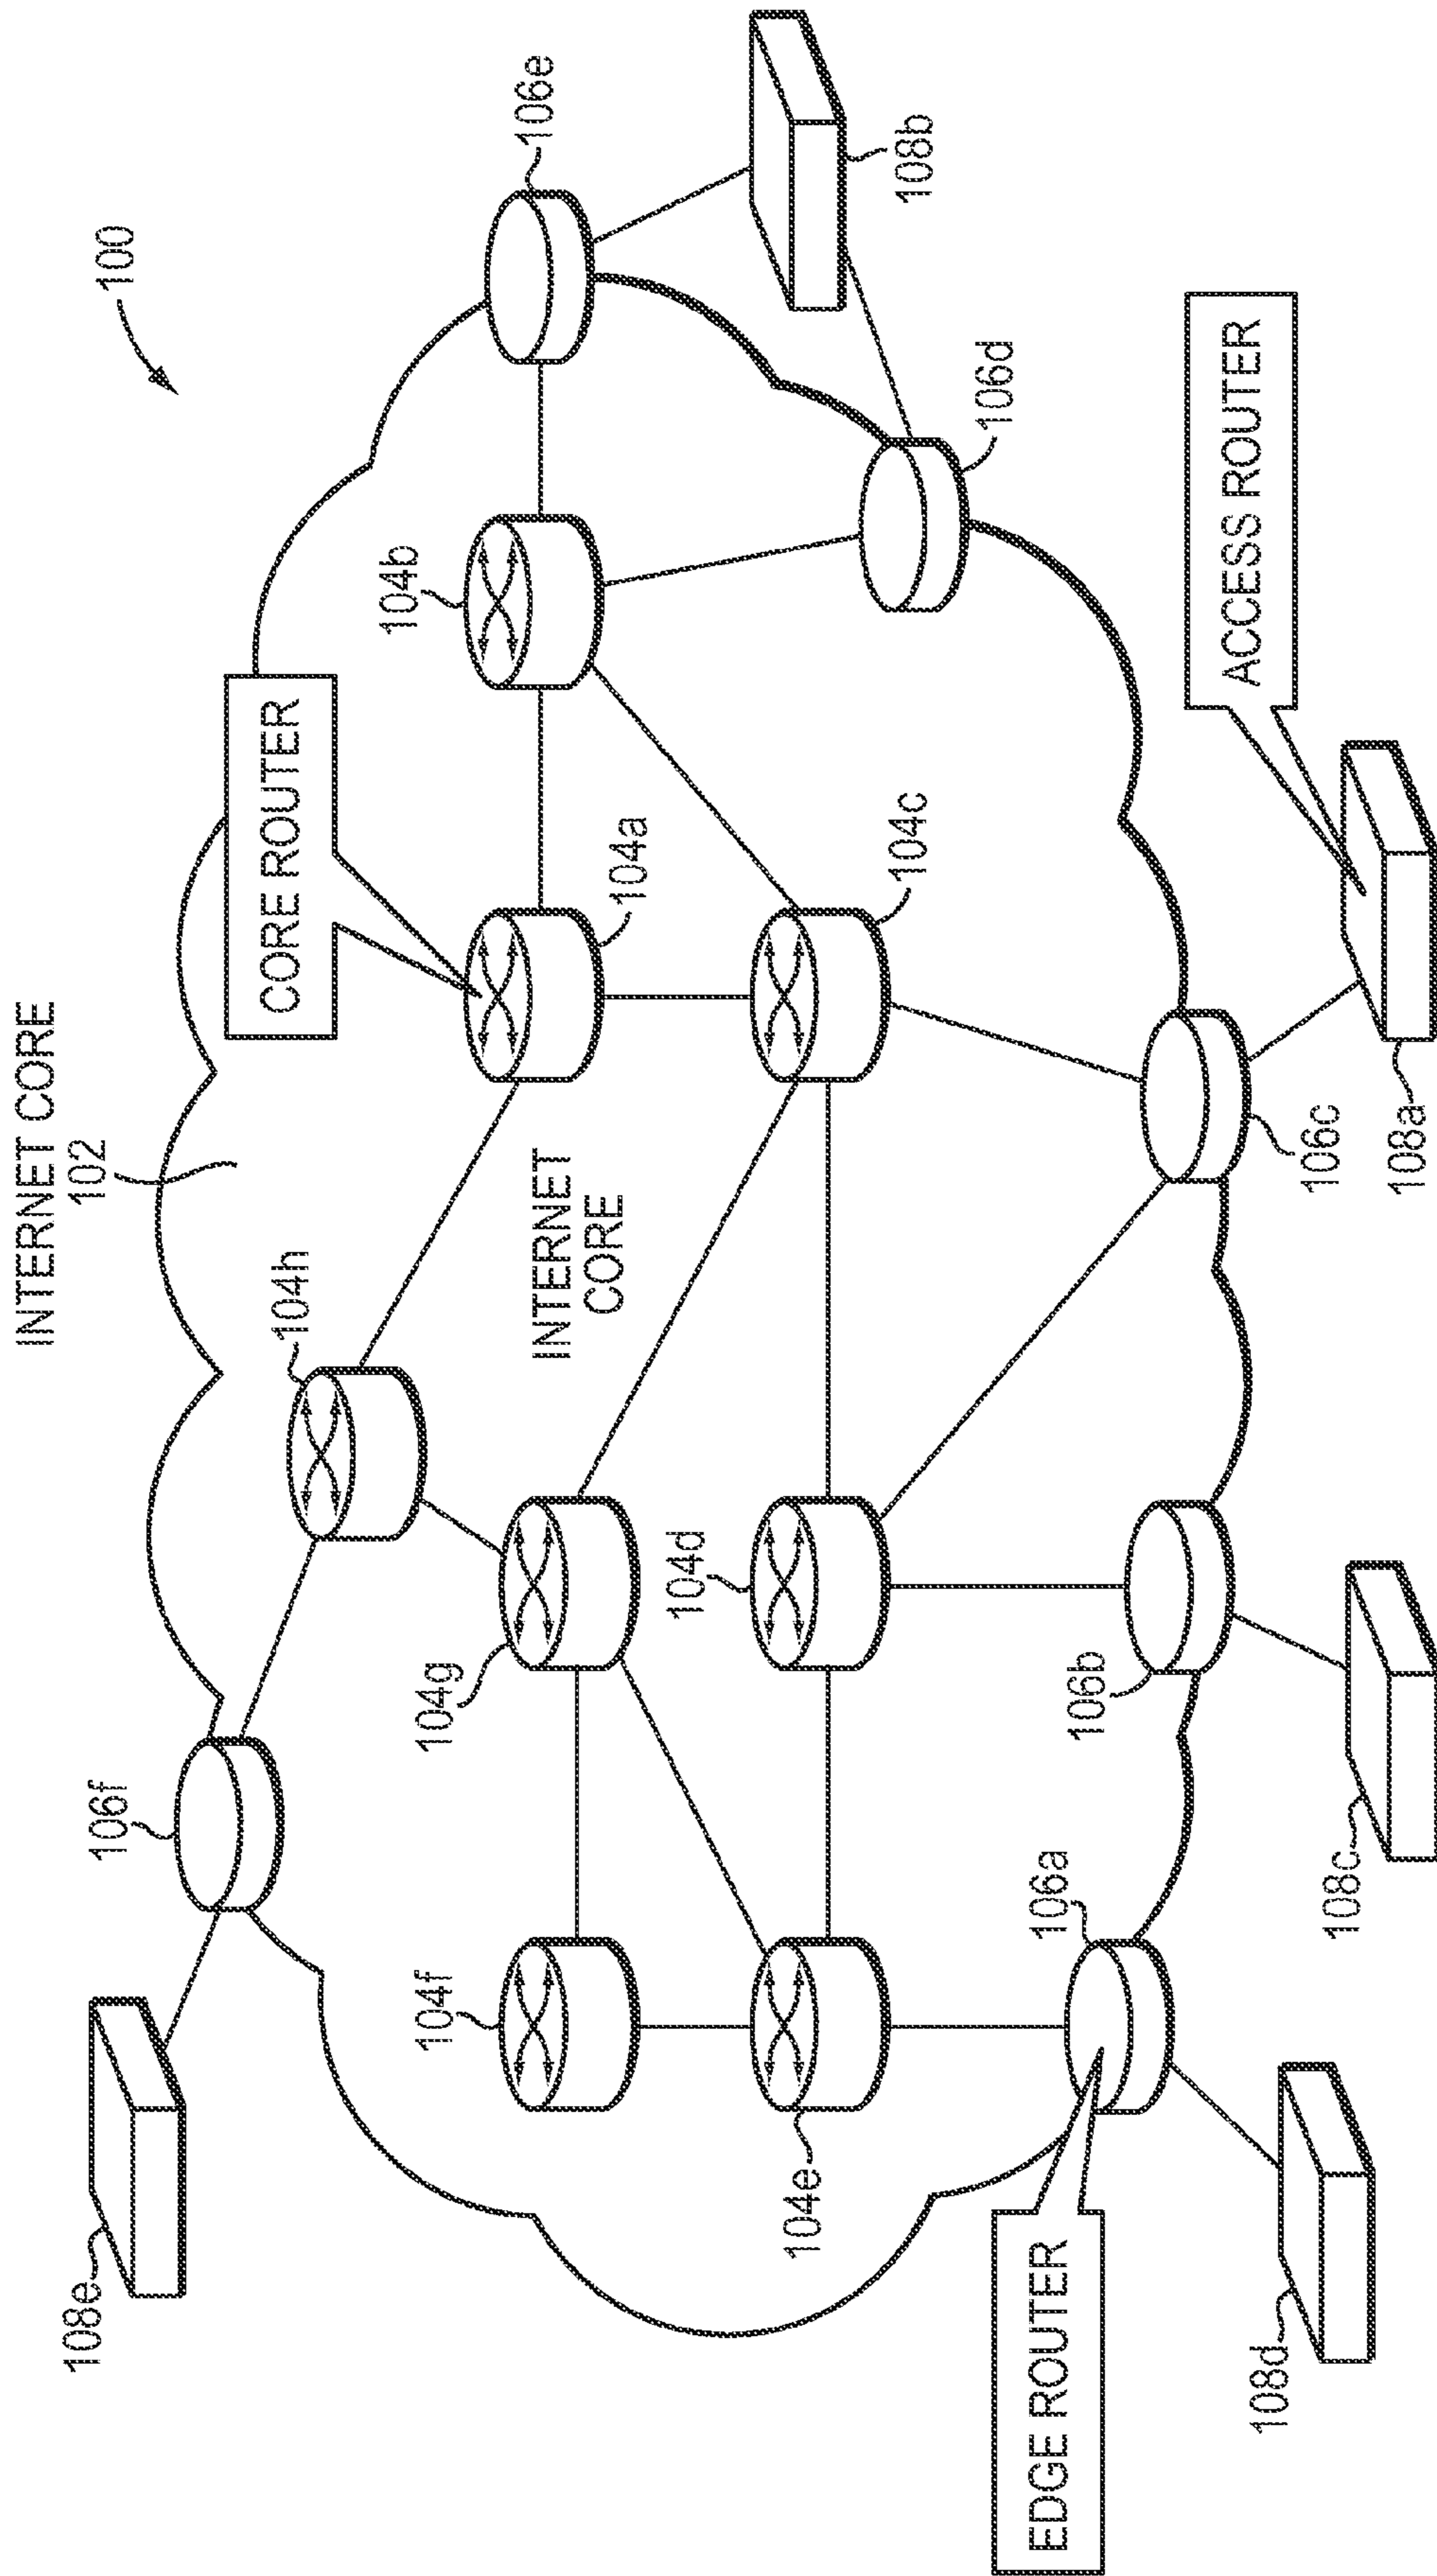 INTERNET CORE
102
100
108e
106f
104h
CORE ROUTER
104b
106e
104f
104g
INTERNET
CORE
104a
104d
104c
108b
104e
106d
106a
106b
EDGE ROUTER
106c
ACCESS ROUTER
108d
108c
108a